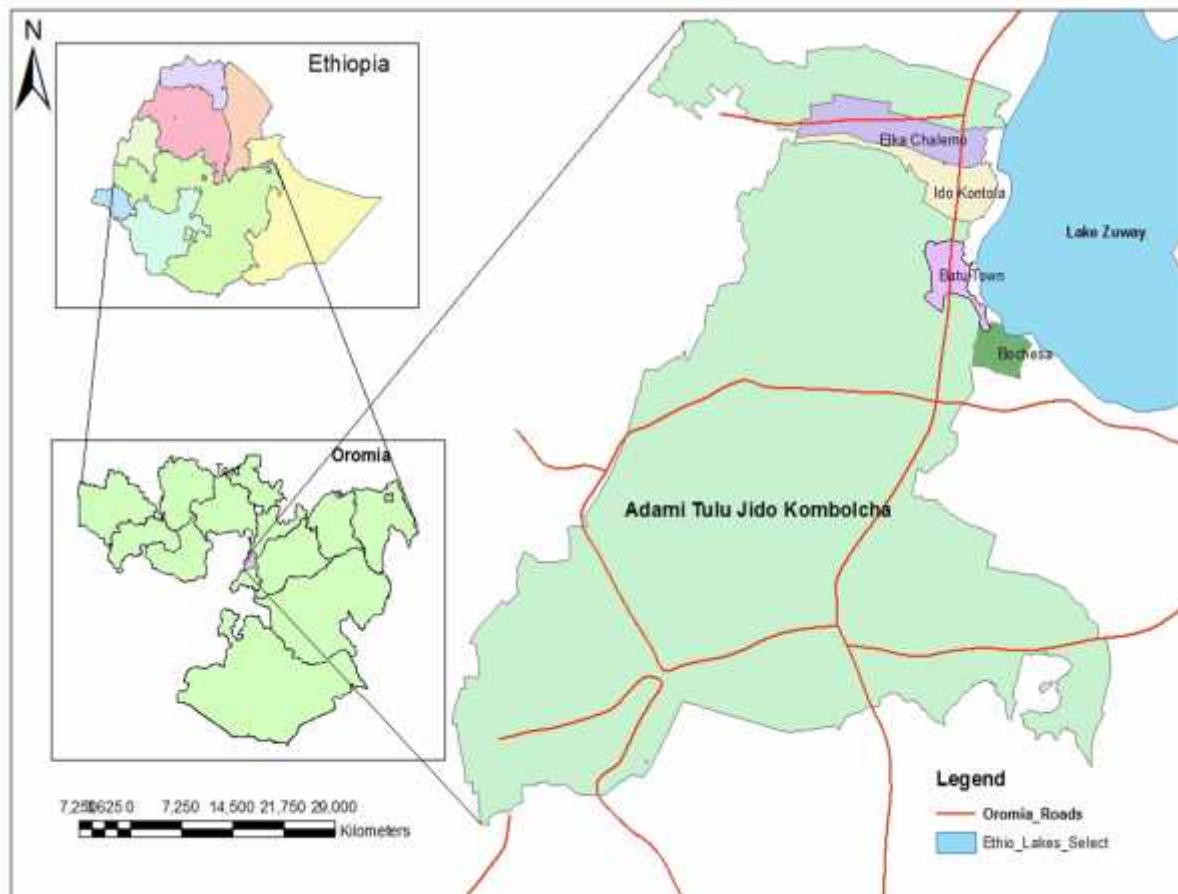 N
Ethiopia
Elka Chalemo
Ido Kontola
Lake Zuway
Batu Town
Bochesa
Oromia
Adami Tulu Jido Kombolcha
Legend
Oromia_Roads
Ethio_Lakes_Select
0 7,250 14,500 21,750 29,000
Kilometers